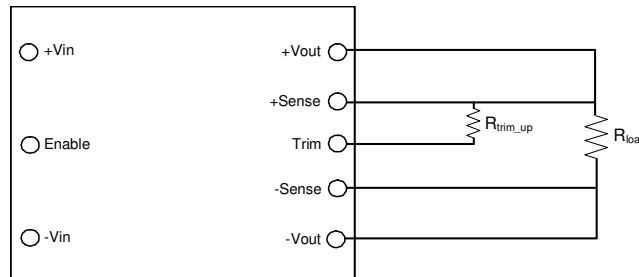 +Vin
+Vout
+Sense
R_trim_up
Enable
Trim
R_loa
-Sense
-Vin
-Vout